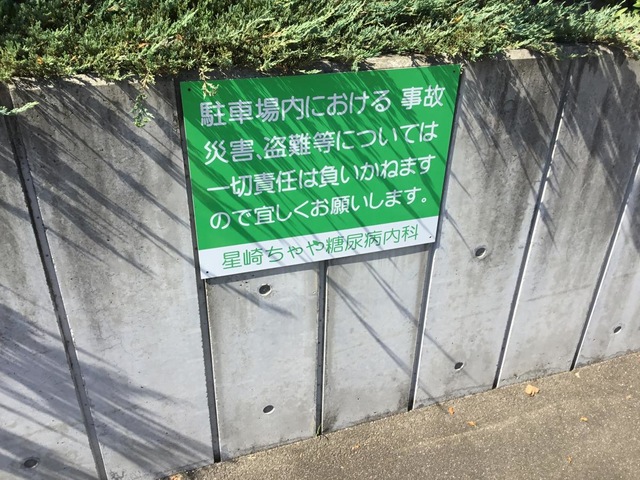 駐車場内における 事故
災害、盗難等については
一切責任は負いかねます
ので宜しくお願いします。
星崎ちゃや糖尿病内科